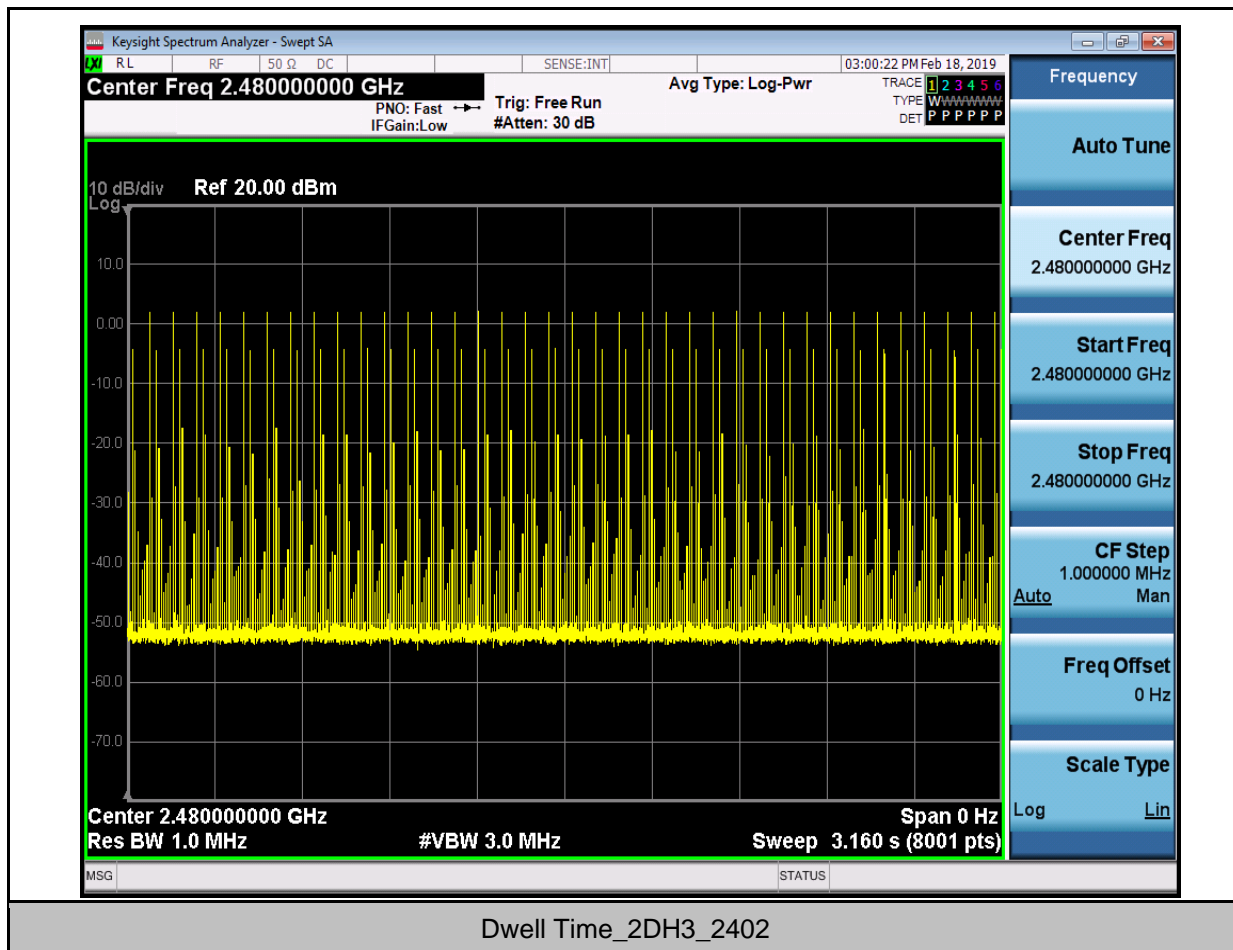 Keysight Spectrum Analyzer - Swept SA
LXI RL RF 50 Ω DC SENSE:INT 03:00:22 PM Feb 18, 2019
Center Freq 2.480000000 GHz
Avg Type: Log-Pwr
TRACE 1 2 3 4 5 6
TYPE WWWWWW
DET P P P P P P
PNO: Fast
IFGain:Low
Trig: Free Run
#Atten: 30 dB
10 dB/div Ref 20.00 dBm
Log
10.0
0.00
-10.0
-20.0
-30.0
-40.0
-50.0
-60.0
-70.0
Center 2.480000000 GHz Span 0 Hz
Res BW 1.0 MHz #VBW 3.0 MHz Sweep 3.160 s (8001 pts)
MSG STATUS
Frequency
Auto Tune
Center Freq
2.480000000 GHz
Start Freq
2.480000000 GHz
Stop Freq
2.480000000 GHz
CF Step
1.000000 MHz
Auto Man
Freq Offset
0 Hz
Scale Type
Log Lin
Dwell Time_2DH3_2402